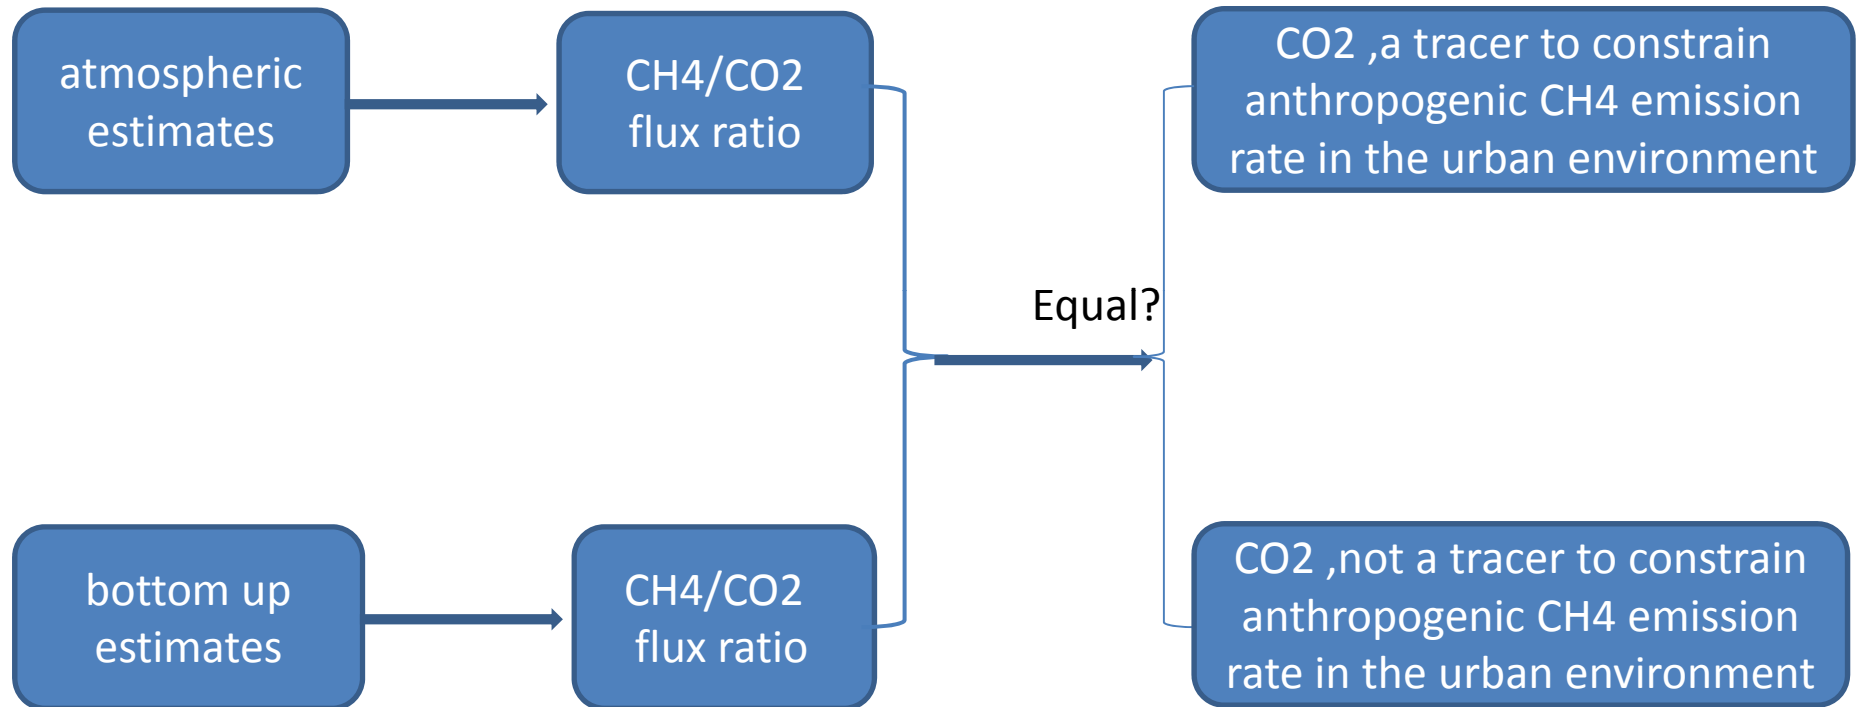 atmospheric
estimates
CH4/CO2
flux ratio
CO2 ,a tracer to constrain
anthropogenic CH4 emission
rate in the urban environment
Equal?
bottom up
estimates
CH4/CO2
flux ratio
CO2 ,not a tracer to constrain
anthropogenic CH4 emission
rate in the urban environment